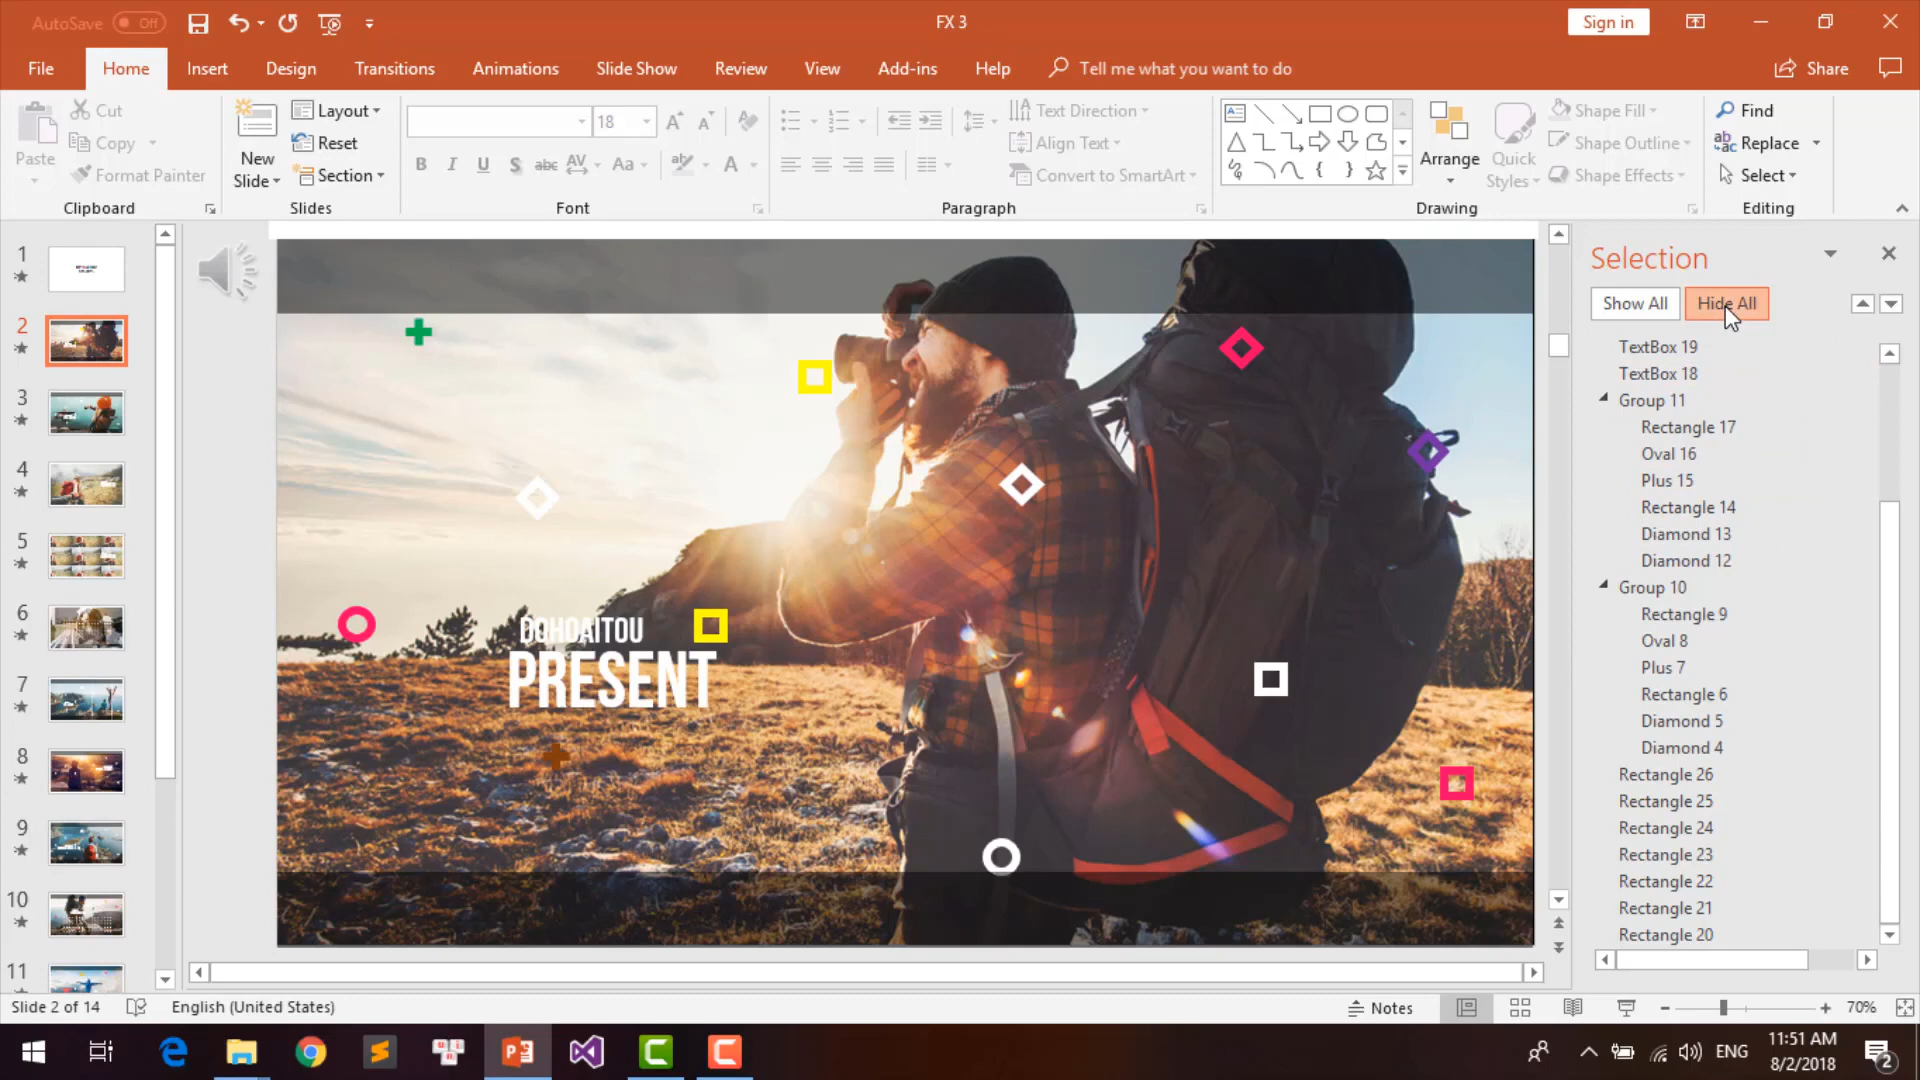 AutoSave Off
FX 3
Sign in
File Home Insert Design Transitions Animations Slide Show Review View Add-ins Help Tell me what you want to do Share
Paste
Cut
Copy
Format Painter
Clipboard
New Slide
Layout
Reset
Section
Slides
18
B I U S abc AV Aa A
Font
Text Direction
Align Text
Convert to SmartArt
Paragraph
Arrange
Quick Styles
Shape Fill
Shape Outline
Shape Effects
Drawing
Find
Replace
Select
Editing
1
2
3
4
5
6
7
8
9
10
11
DOHOAITOU
PRESENT
Selection
Show All Hide All
TextBox 19
TextBox 18
Group 11
Rectangle 17
Oval 16
Plus 15
Rectangle 14
Diamond 13
Diamond 12
Group 10
Rectangle 9
Oval 8
Plus 7
Rectangle 6
Diamond 5
Diamond 4
Rectangle 26
Rectangle 25
Rectangle 24
Rectangle 23
Rectangle 22
Rectangle 21
Rectangle 20
Slide 2 of 14 English (United States) Notes 70%
ENG
11:51 AM
8/2/2018
2